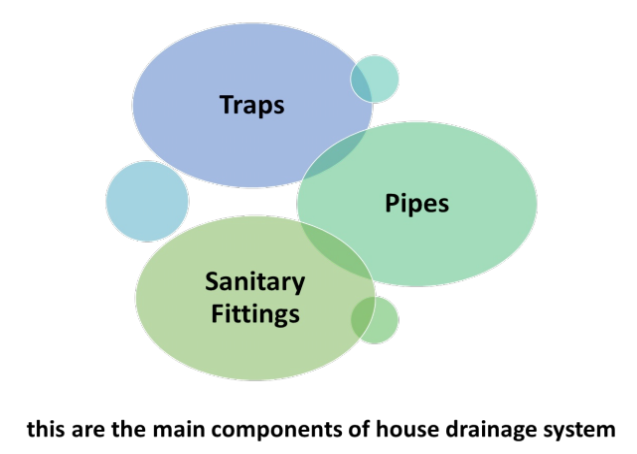 Traps
Pipes
Sanitary
Fittings
this are the main components of house drainage system